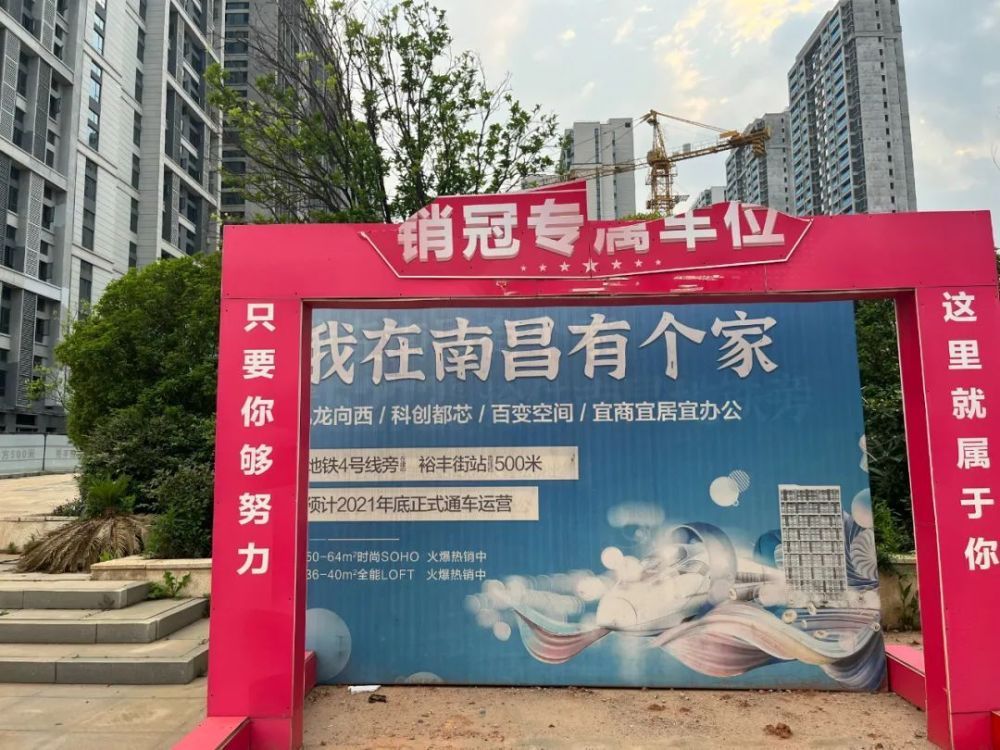 销冠专属车位
只要你够努力
这里就属于你
我在南昌有个家
龙向西 / 科创都芯 / 百变空间 / 宜商宜居宜办公
地铁4号线旁 裕丰街站 500米
预计2021年底正式通车运营
60-64m²时尚SOHO 火爆热销中
36-40m²全能LOFT 火爆热销中
500米